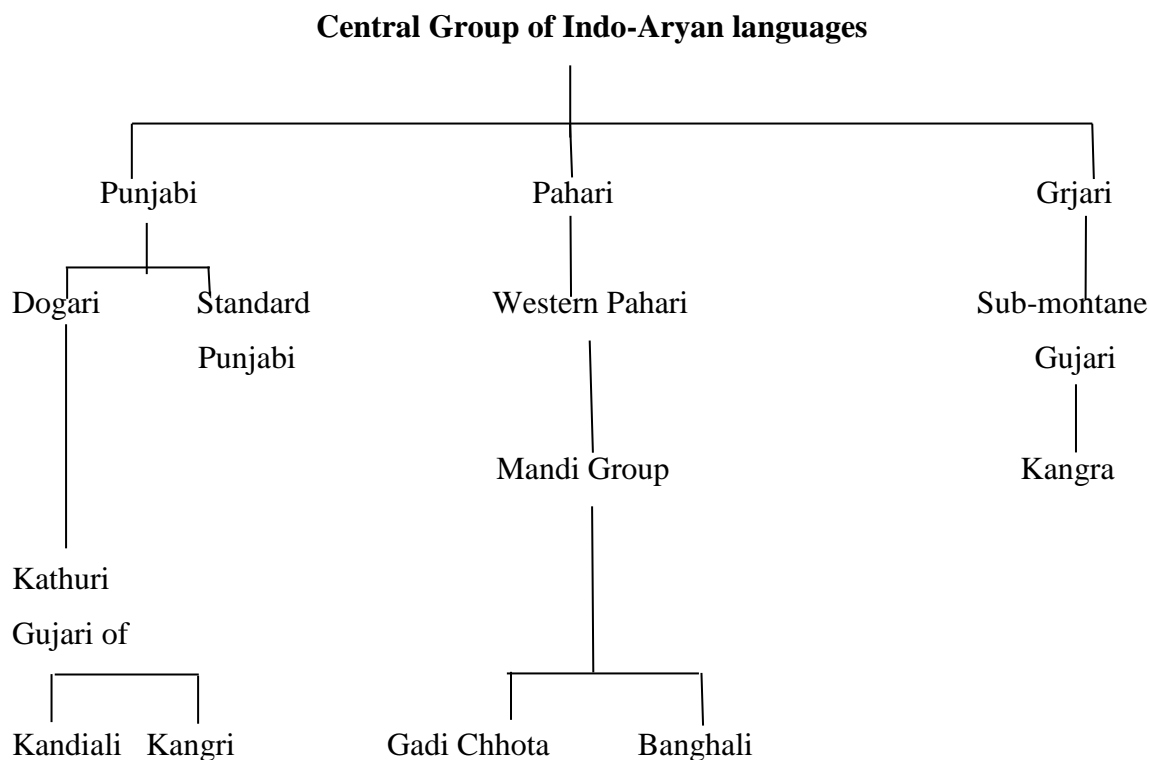 Central Group of Indo-Aryan languages
Punjabi Pahari Grjari
Dogari Standard Western Pahari Sub-montane
Punjabi Gujari
Mandi Group Kangra
Kathuri
Gujari of
Kandiali Kangri Gadi Chhota Banghali